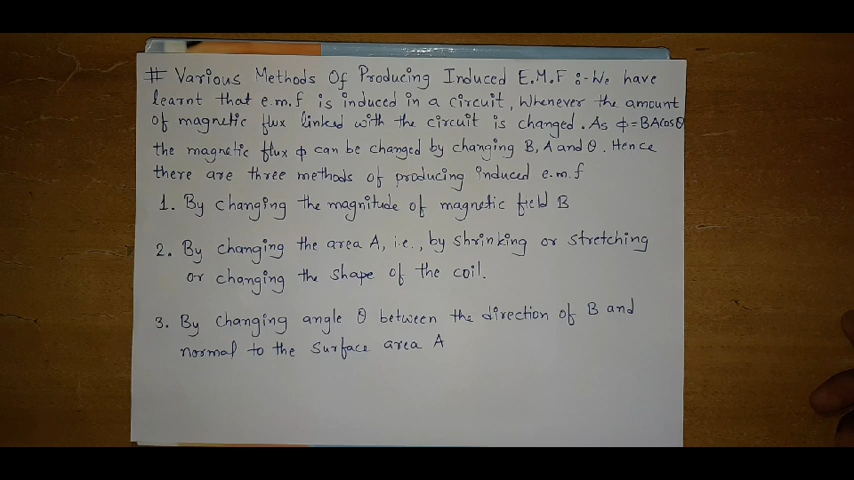 # Various Methods Of Producing Induced E.M.F :- We have
learnt that e.m.f is induced in a circuit, Whenever the amount
of magnetic flux linked with the circuit is changed. As ϕ=BAcosθ
the magnetic flux ϕ can be changed by changing B, A and θ. Hence
there are three methods of producing induced e.m.f
1. By changing the magnitude of magnetic field B
2. By changing the area A, i.e., by shrinking or stretching
or changing the shape of the coil.
3. By changing angle θ between the direction of B and
normal to the surface area A